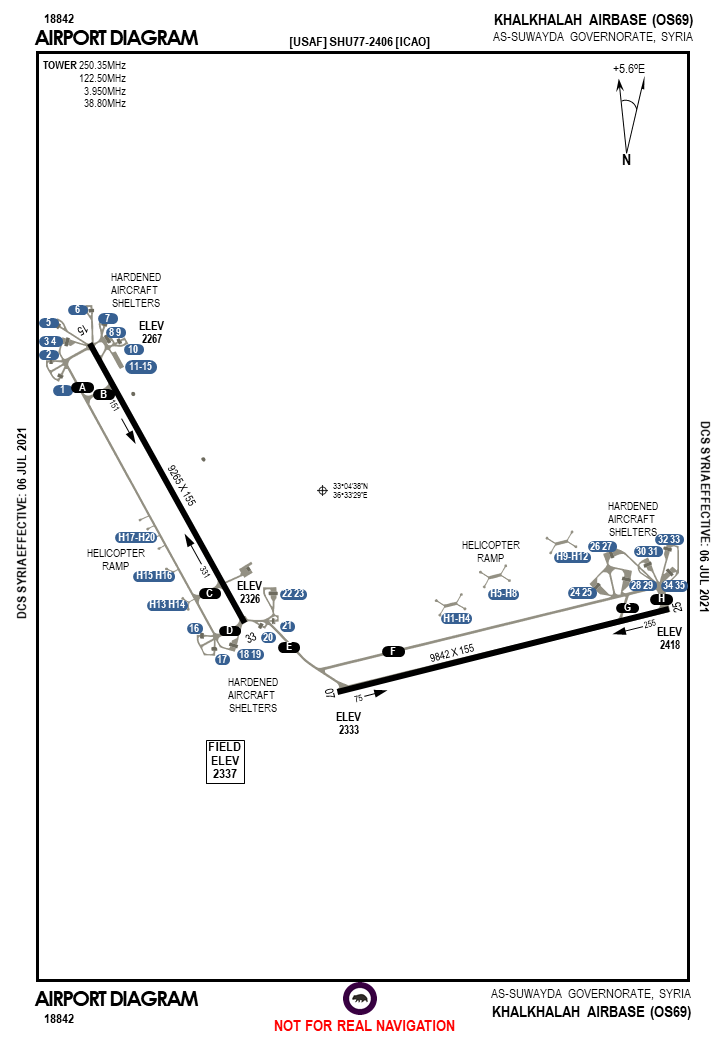 18842
AIRPORT DIAGRAM
[USAF] SHU77-2406 [ICAO]
KHALKHALAH AIRBASE (OS69)
AS-SUWAYDA GOVERNORATE, SYRIA
TOWER 250.35MHz
122.50MHz
3.950MHz
38.80MHz
+5.6ºE
N
HARDENED
AIRCRAFT
SHELTERS
6
7
5
15
ELEV
2267
8 9
3 4
10
2
11-15
1
A
B
151
DCS SYRIA EFFECTIVE: 06 JUL 2021
DCS SYRIA EFFECTIVE: 06 JUL 2021
9265 X 155
33°04'38"N
36°33'29"E
HARDENED
AIRCRAFT
SHELTERS
H17-H20
HELICOPTER
RAMP
HELICOPTER
RAMP
H9-H12
26 27
32 33
30 31
H15 H16
331
ELEV
2326
22 23
H5-H8
24 25
28 29
34 35
C
H13 H14
H1-H4
G
H
25
16
D
33
20
21
255
ELEV
2418
17
18 19
E
F
9842 X 155
HARDENED
AIRCRAFT
SHELTERS
07
75
ELEV
2333
FIELD
ELEV
2337
AIRPORT DIAGRAM
18842
NOT FOR REAL NAVIGATION
AS-SUWAYDA GOVERNORATE, SYRIA
KHALKHALAH AIRBASE (OS69)